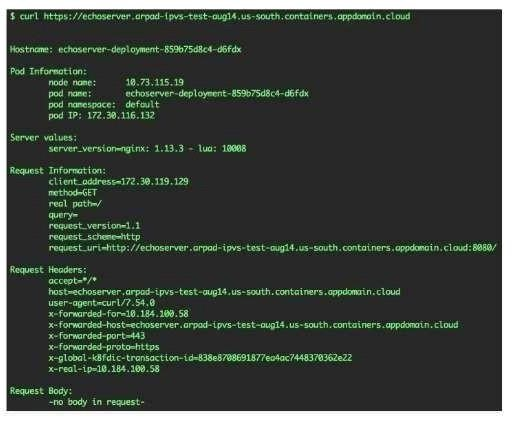 $ curl https://echoserver.arpad-ipvs-test-aug14.us-south.containers.appdomain.cloud
Hostname: echoserver-deployment-859b75d8c4-d6fdx
Pod Information:
node name: 10.73.115.19
pod name: echoserver-deployment-859b75d8c4-d6fdx
pod namespace: default
pod IP: 172.30.116.132
Server values:
server_version=nginx: 1.13.3 - lua: 10008
Request Information:
client_address=172.30.119.129
method=GET
real path=/
query=
request_version=1.1
request_scheme=http
request_uri=http://echoserver.arpad-ipvs-test-aug14.us-south.containers.appdomain.cloud:8080/
Request Headers:
accept=*/*
host=echoserver.arpad-ipvs-test-aug14.us-south.containers.appdomain.cloud
user-agent=curl/7.54.0
x-forwarded-for=10.184.100.58
x-forwarded-host=echoserver.arpad-ipvs-test-aug14.us-south.containers.appdomain.cloud
x-forwarded-port=443
x-forwarded-proto=https
x-global-k8fdic-transaction-id=838e8708691877ea4ac7448370362e22
x-real-ip=10.184.100.58
Request Body:
-no body in request-